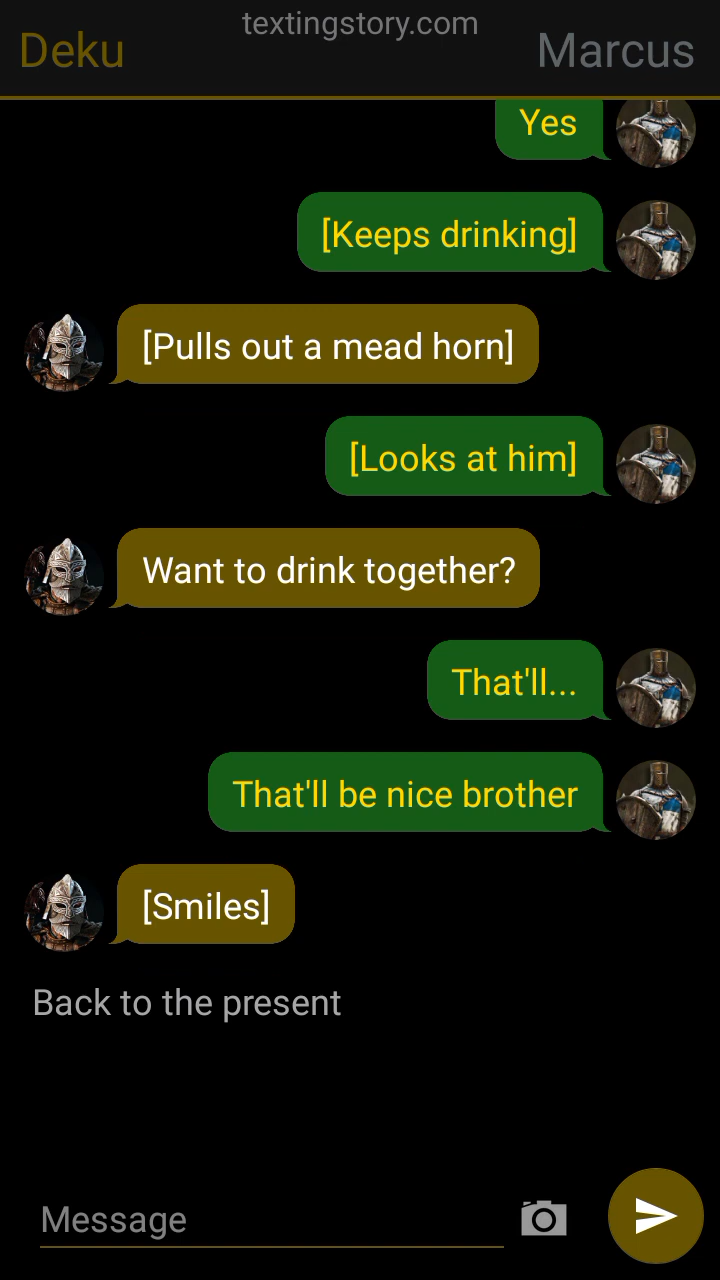 textingstory.com
Deku
Marcus
Yes
[Keeps drinking]
[Pulls out a mead horn]
[Looks at him]
Want to drink together?
That'll...
That'll be nice brother
[Smiles]
Back to the present
Message